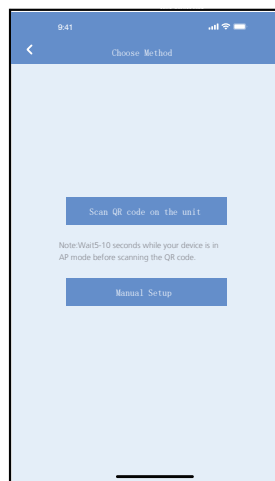 9:41
Choose Method
Scan QR code on the unit
Note:Wait5-10 seconds while your device is in
AP mode before scanning the QR code.
Manual Setup